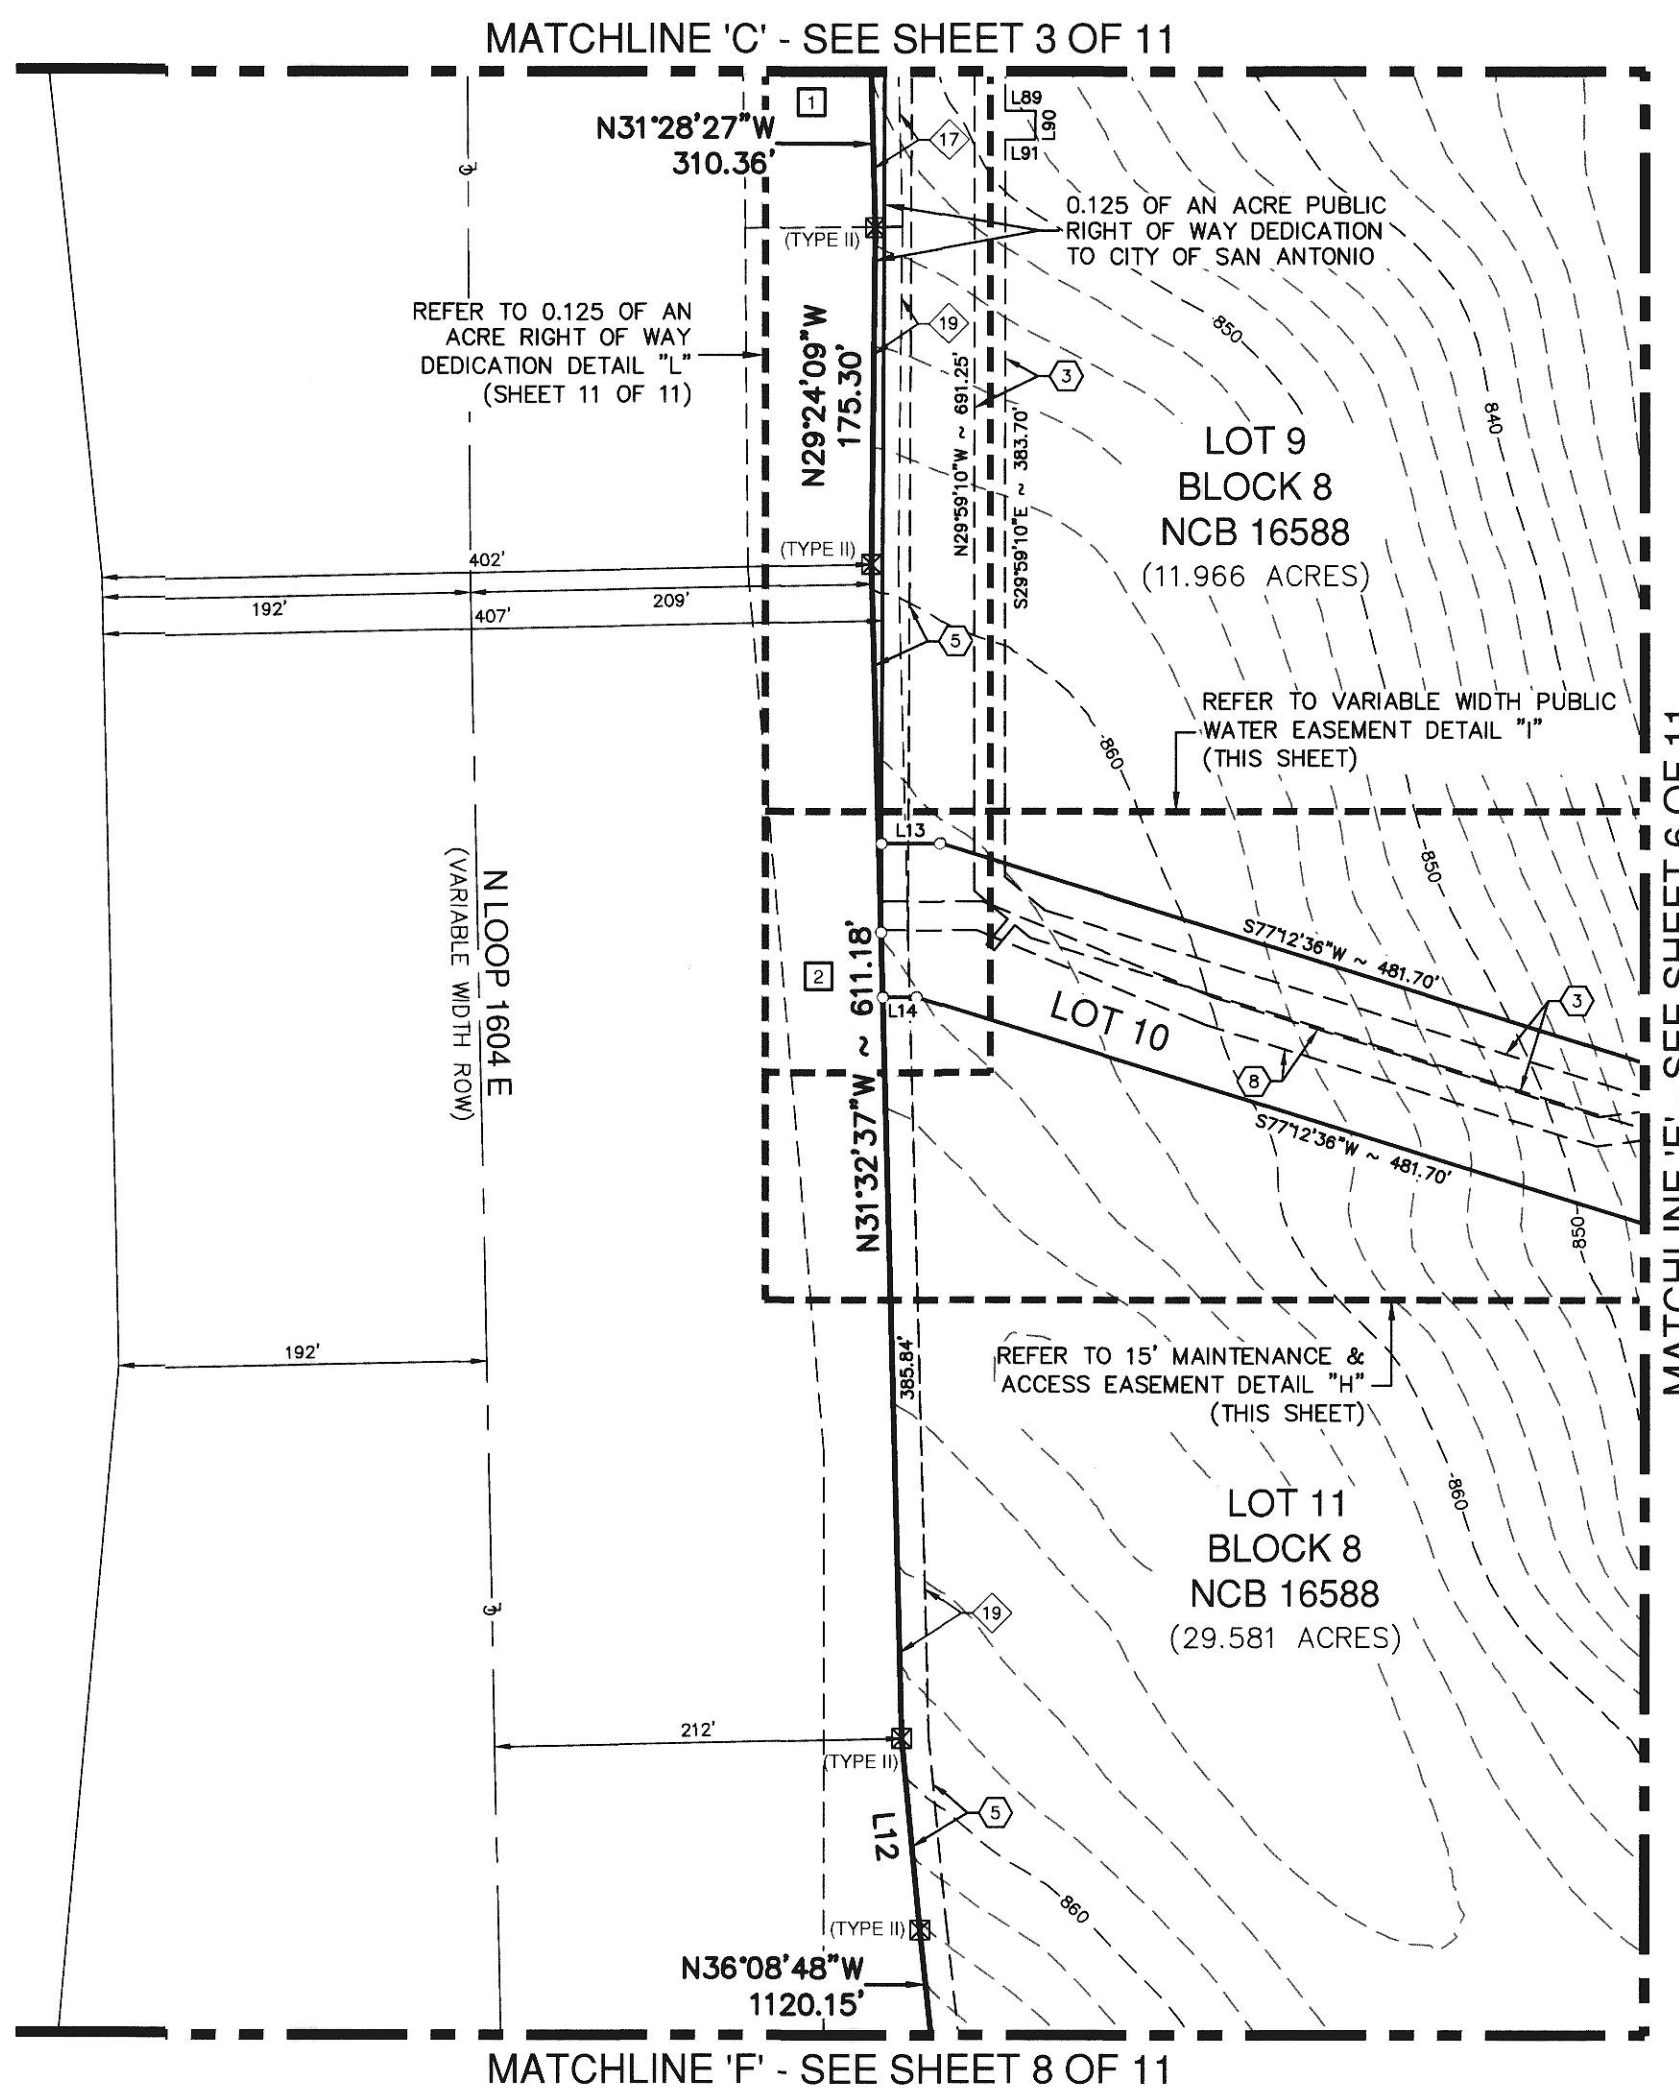 MATCHLINE 'C' - SEE SHEET 3 OF 11
1
N31°28'27"W
310.36'
17
L89
L90
L91
(TYPE II)
0.125 OF AN ACRE PUBLIC
RIGHT OF WAY DEDICATION
TO CITY OF SAN ANTONIO
REFER TO 0.125 OF AN
ACRE RIGHT OF WAY
DEDICATION DETAIL "L"
(SHEET 11 OF 11)
N29°24'09"W
175.30'
19
N29°59'10"W ~ 691.25'
S29°59'10"E ~ 383.70'
3
850
840
LOT 9
BLOCK 8
NCB 16588
(11.966 ACRES)
(TYPE II)
402'
192'
209'
407'
5
REFER TO VARIABLE WIDTH PUBLIC
WATER EASEMENT DETAIL "I"
(THIS SHEET)
860
850
N LOOP 1604 E
(VARIABLE WIDTH ROW)
L13
2
L14
N31°32'37"W ~ 611.18'
LOT 10
S77°12'36"W ~ 481.70'
3
8
S77°12'36"W ~ 481.70'
850
192'
385.84'
REFER TO 15' MAINTENANCE &
ACCESS EASEMENT DETAIL "H"
(THIS SHEET)
860
LOT 11
BLOCK 8
NCB 16588
(29.581 ACRES)
19
212'
(TYPE II)
L12
5
860
(TYPE II)
N36°08'48"W
1120.15'
MATCHLINE 'F' - SEE SHEET 8 OF 11
MATCHLINE 'E' - SEE SHEET 6 OF 11